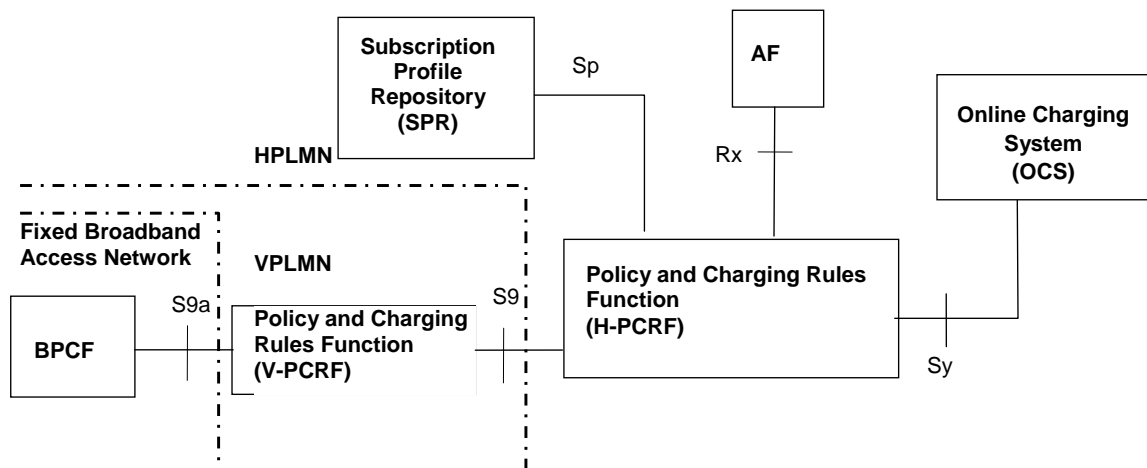 Subscription
Profile
Repository
(SPR)
Sp
AF
Rx
Online Charging
System
(OCS)
HPLMN
Fixed Broadband
Access Network
VPLMN
S9a
S9
BPCF
Policy and Charging
Rules Function
(V-PCRF)
Policy and Charging Rules
Function
(H-PCRF)
Sy